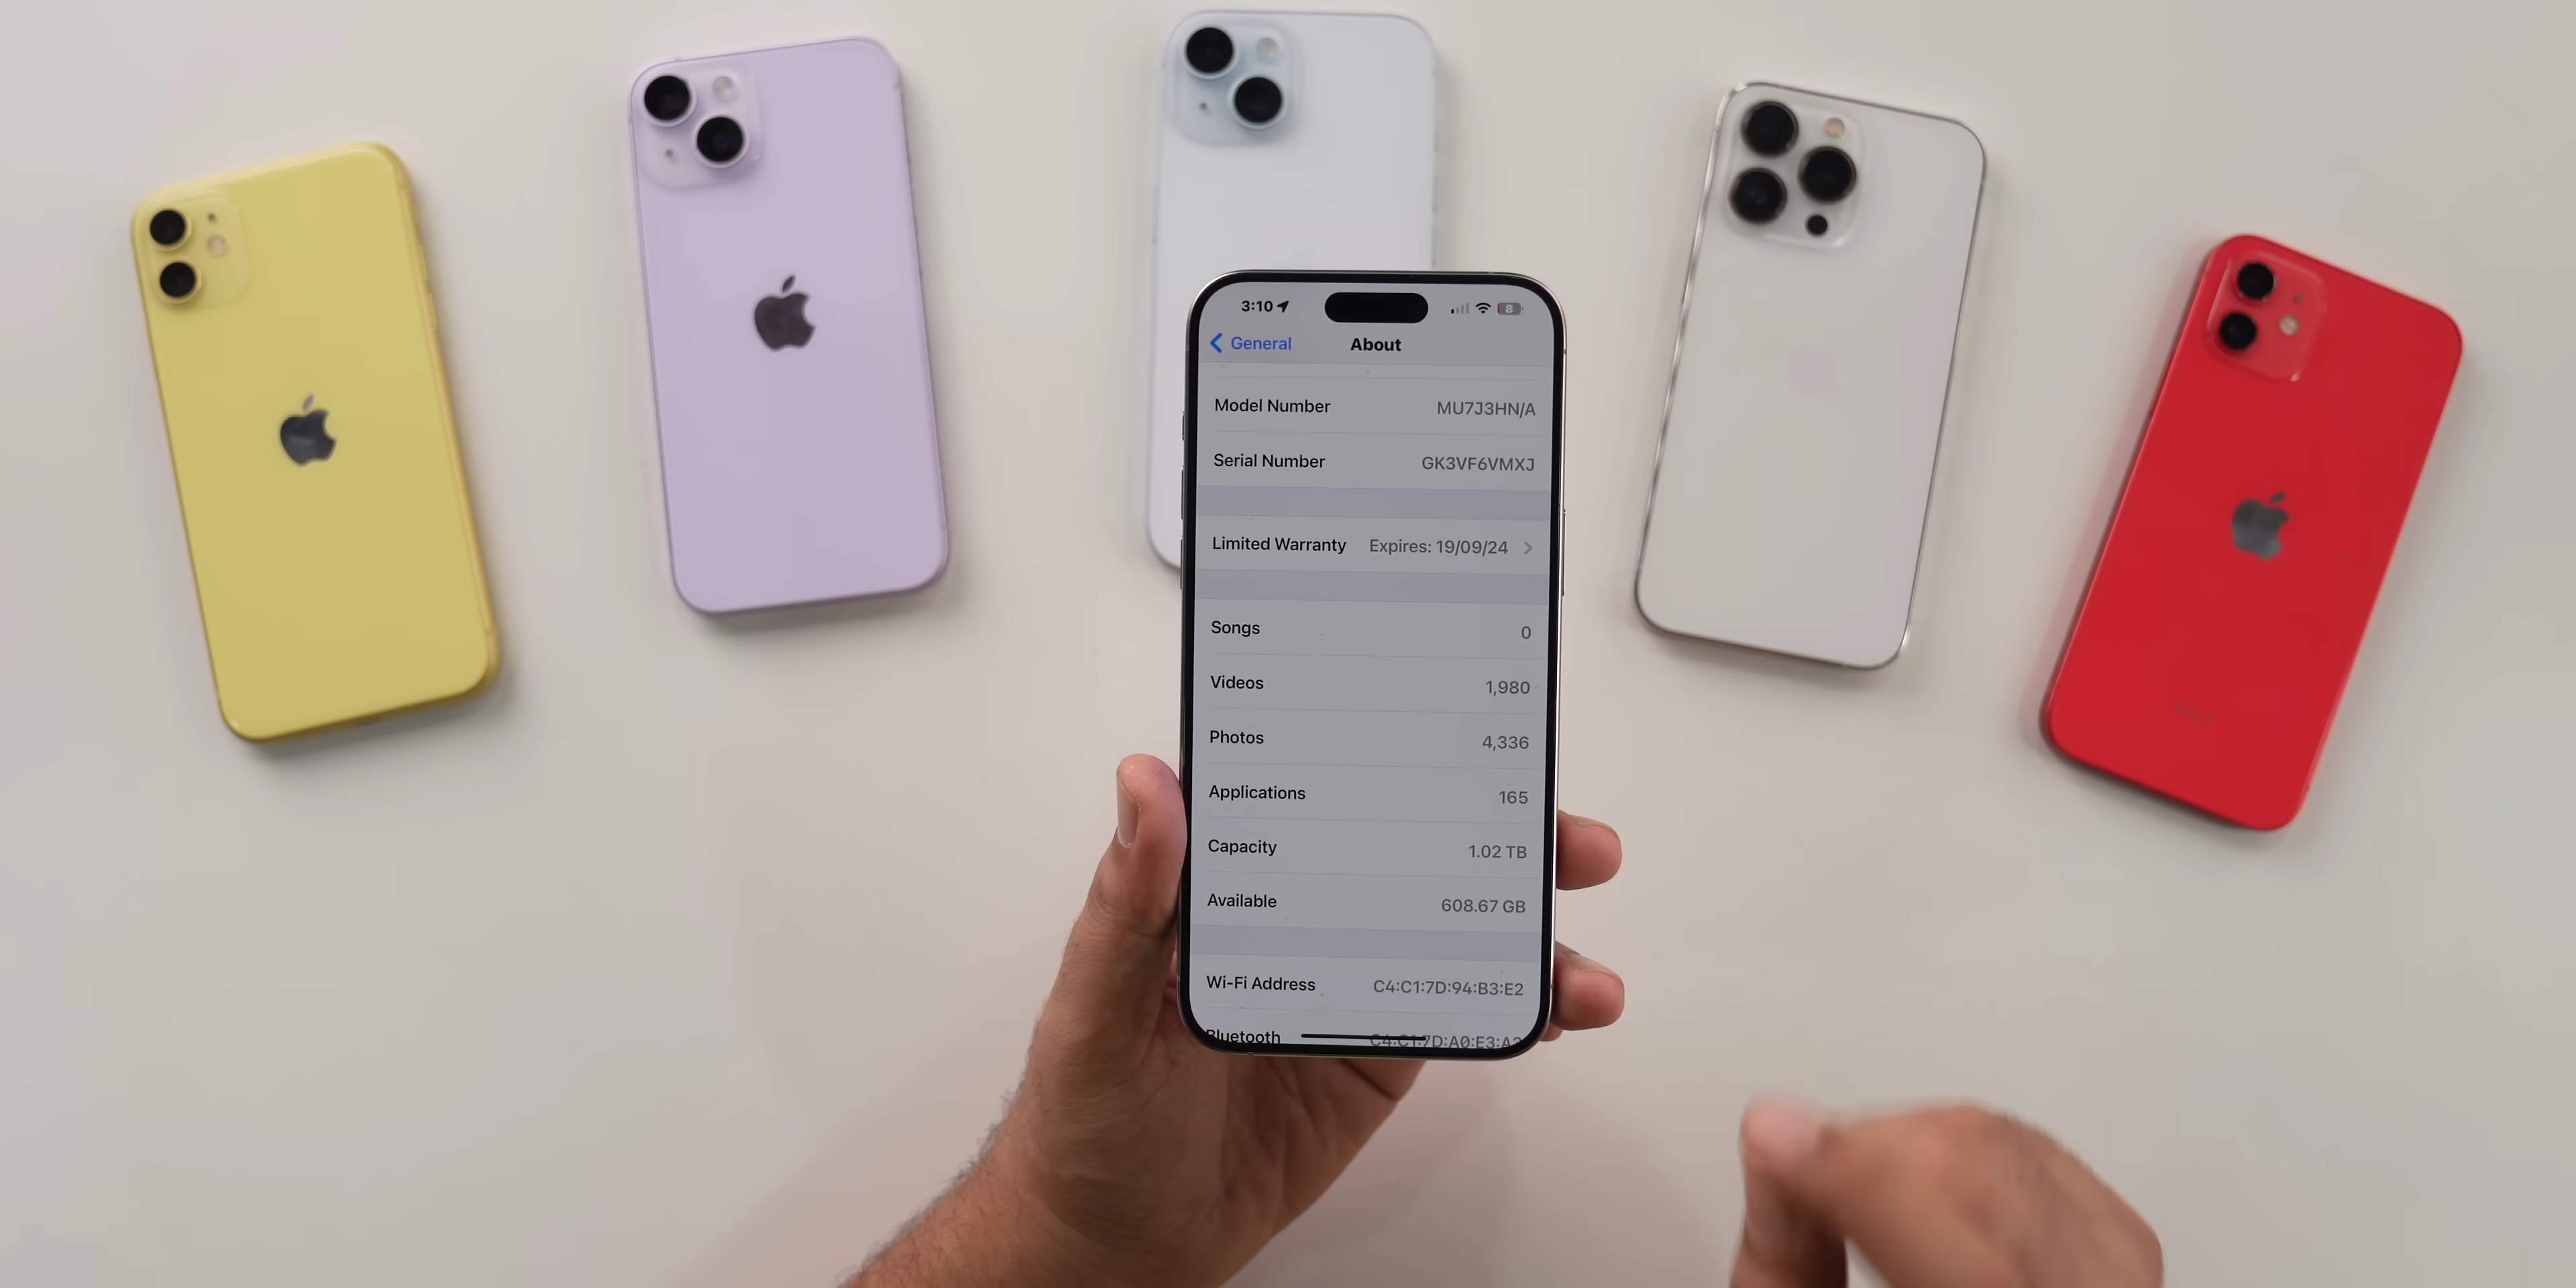 3:10 8
General About
Model Number MU7J3HN/A
Serial Number GK3VF6VMXJ
Limited Warranty Expires: 19/09/24
Songs 0
Videos 1,980
Photos 4,336
Applications 165
Capacity 1.02 TB
Available 608.67 GB
Wi-Fi Address C4:C1:7D:94:B3:E2
Bluetooth